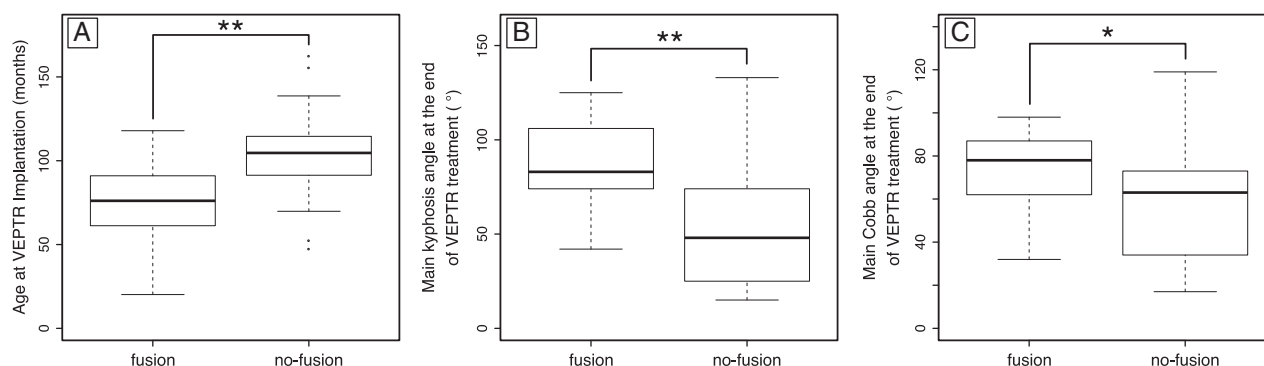 A
**
Age at VEPTR Implantation (months)
0
50
100
150
fusion
no-fusion
B
**
Main kyphosis angle at the end
of VEPTR treatment ( °)
0
50
100
150
fusion
no-fusion
C
*
Main Cobb angle at the end
of VEPTR treatment ( °)
0
40
80
120
fusion
no-fusion